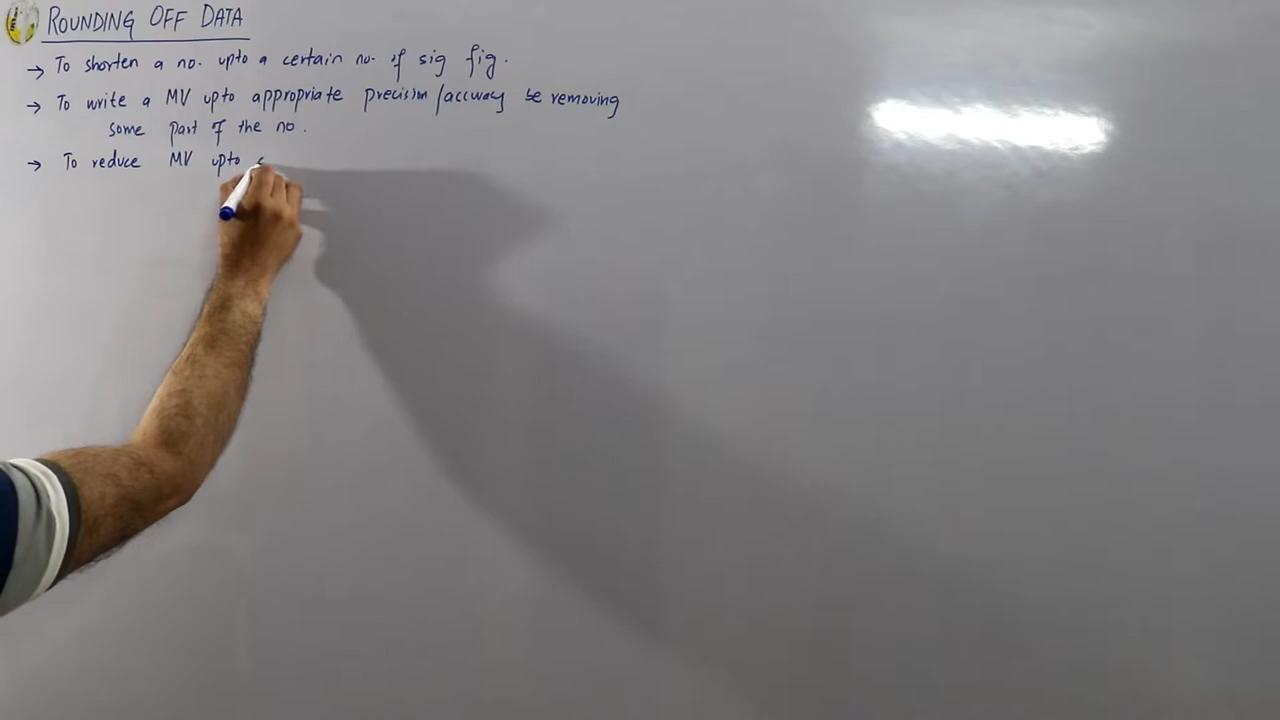 ROUNDING OFF DATA
→ To shorten a no. upto a certain no. of sig fig.
→ To write a MV upto appropriate precision/accuracy be removing
some part of the no.
→ To reduce MV upto